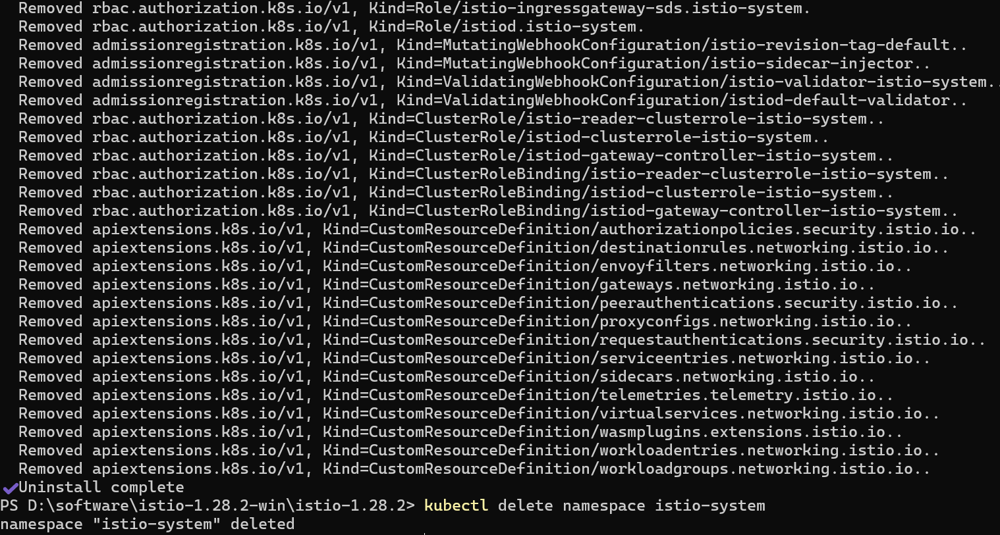 Removed rbac.authorization.k8s.io/v1, Kind=Role/istio-ingressgateway-sds.istio-system.
Removed rbac.authorization.k8s.io/v1, Kind=Role/istiod.istio-system.
Removed admissionregistration.k8s.io/v1, Kind=MutatingWebhookConfiguration/istio-revision-tag-default..
Removed admissionregistration.k8s.io/v1, Kind=MutatingWebhookConfiguration/istio-sidecar-injector..
Removed admissionregistration.k8s.io/v1, Kind=ValidatingWebhookConfiguration/istio-validator-istio-system..
Removed admissionregistration.k8s.io/v1, Kind=ValidatingWebhookConfiguration/istiod-default-validator..
Removed rbac.authorization.k8s.io/v1, Kind=ClusterRole/istio-reader-clusterrole-istio-system..
Removed rbac.authorization.k8s.io/v1, Kind=ClusterRole/istiod-clusterrole-istio-system..
Removed rbac.authorization.k8s.io/v1, Kind=ClusterRole/istiod-gateway-controller-istio-system..
Removed rbac.authorization.k8s.io/v1, Kind=ClusterRoleBinding/istio-reader-clusterrole-istio-system..
Removed rbac.authorization.k8s.io/v1, Kind=ClusterRoleBinding/istiod-clusterrole-istio-system..
Removed rbac.authorization.k8s.io/v1, Kind=ClusterRoleBinding/istiod-gateway-controller-istio-system..
Removed apiextensions.k8s.io/v1, Kind=CustomResourceDefinition/authorizationpolicies.security.istio.io..
Removed apiextensions.k8s.io/v1, Kind=CustomResourceDefinition/destinationrules.networking.istio.io..
Removed apiextensions.k8s.io/v1, Kind=CustomResourceDefinition/envoyfilters.networking.istio.io..
Removed apiextensions.k8s.io/v1, Kind=CustomResourceDefinition/gateways.networking.istio.io..
Removed apiextensions.k8s.io/v1, Kind=CustomResourceDefinition/peerauthentications.security.istio.io..
Removed apiextensions.k8s.io/v1, Kind=CustomResourceDefinition/proxyconfigs.networking.istio.io..
Removed apiextensions.k8s.io/v1, Kind=CustomResourceDefinition/requestauthentications.security.istio.io..
Removed apiextensions.k8s.io/v1, Kind=CustomResourceDefinition/serviceentries.networking.istio.io..
Removed apiextensions.k8s.io/v1, Kind=CustomResourceDefinition/sidecars.networking.istio.io..
Removed apiextensions.k8s.io/v1, Kind=CustomResourceDefinition/telemetries.telemetry.istio.io..
Removed apiextensions.k8s.io/v1, Kind=CustomResourceDefinition/virtualservices.networking.istio.io..
Removed apiextensions.k8s.io/v1, Kind=CustomResourceDefinition/wasmplugins.extensions.istio.io..
Removed apiextensions.k8s.io/v1, Kind=CustomResourceDefinition/workloadentries.networking.istio.io..
Removed apiextensions.k8s.io/v1, Kind=CustomResourceDefinition/workloadgroups.networking.istio.io..
✔Uninstall complete
PS D:\software\istio-1.28.2-win\istio-1.28.2> kubectl delete namespace istio-system
namespace "istio-system" deleted